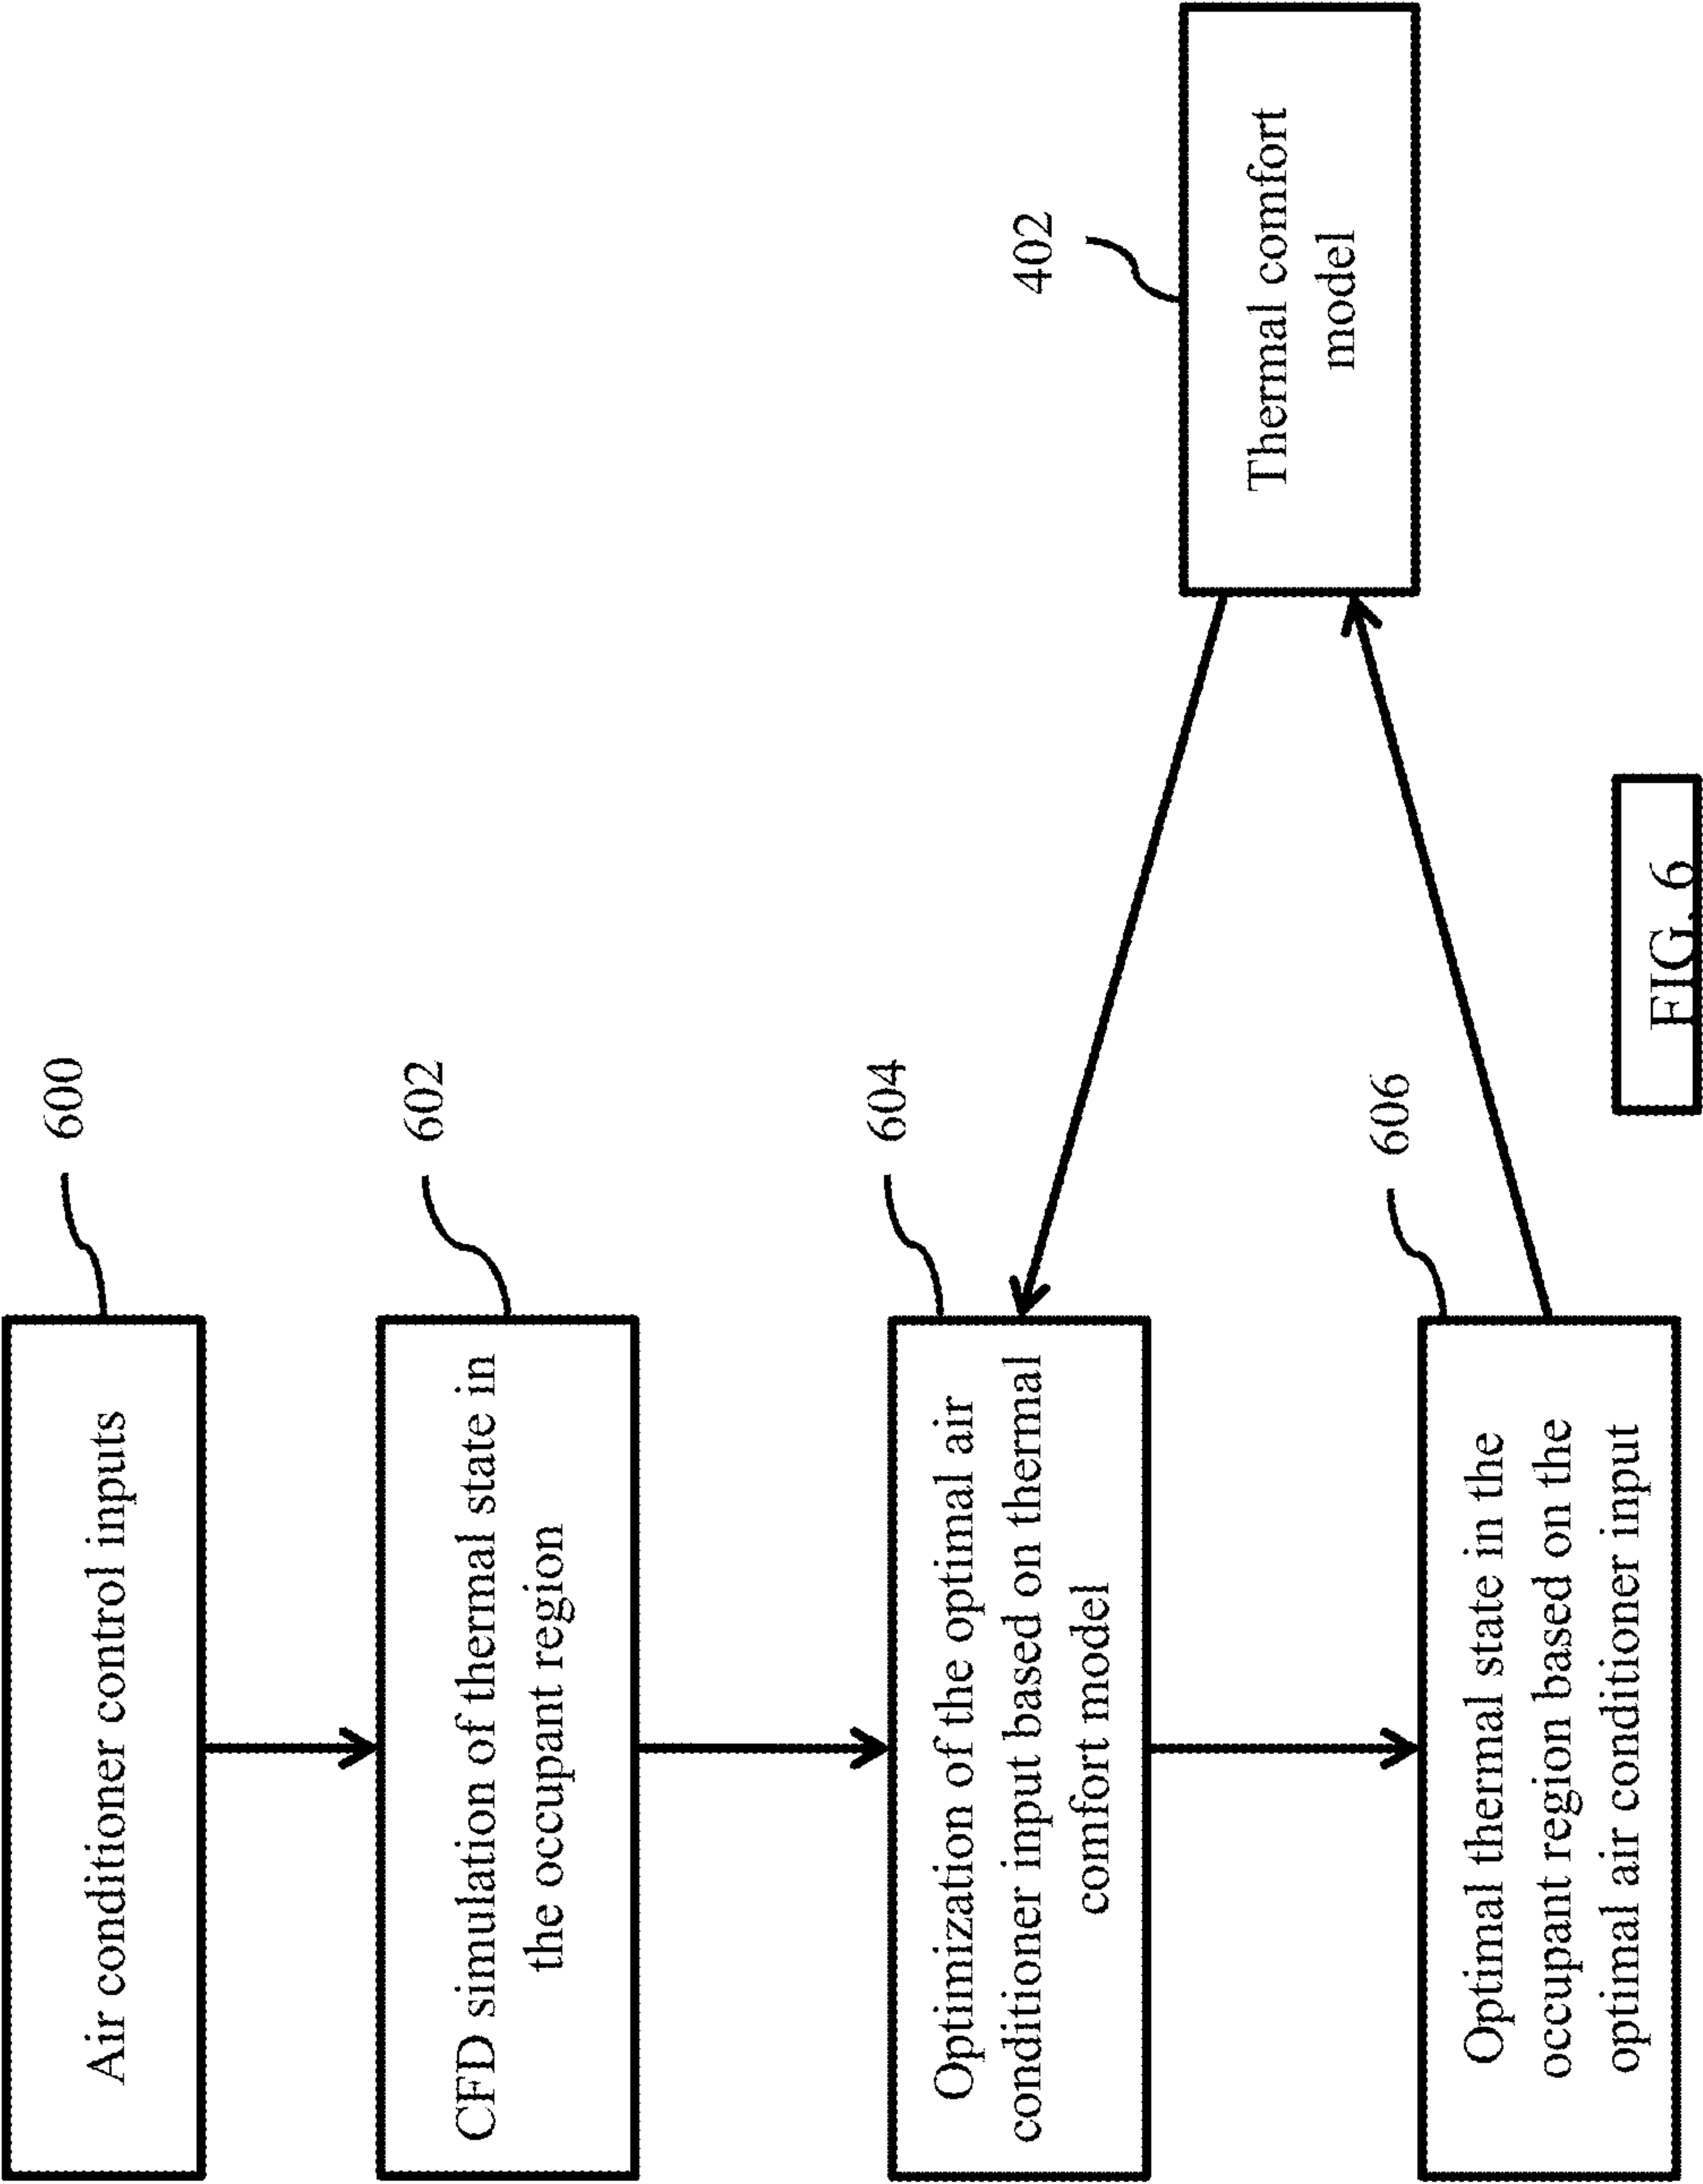 600
Air conditioner control inputs
602
CFD simulation of thermal state in
the occupant region
604
Optimization of the optimal air
conditioner input based on thermal
comfort model
402
Thermal comfort
model
606
Optimal thermal state in the
occupant region based on the
optimal air conditioner input
FIG. 6